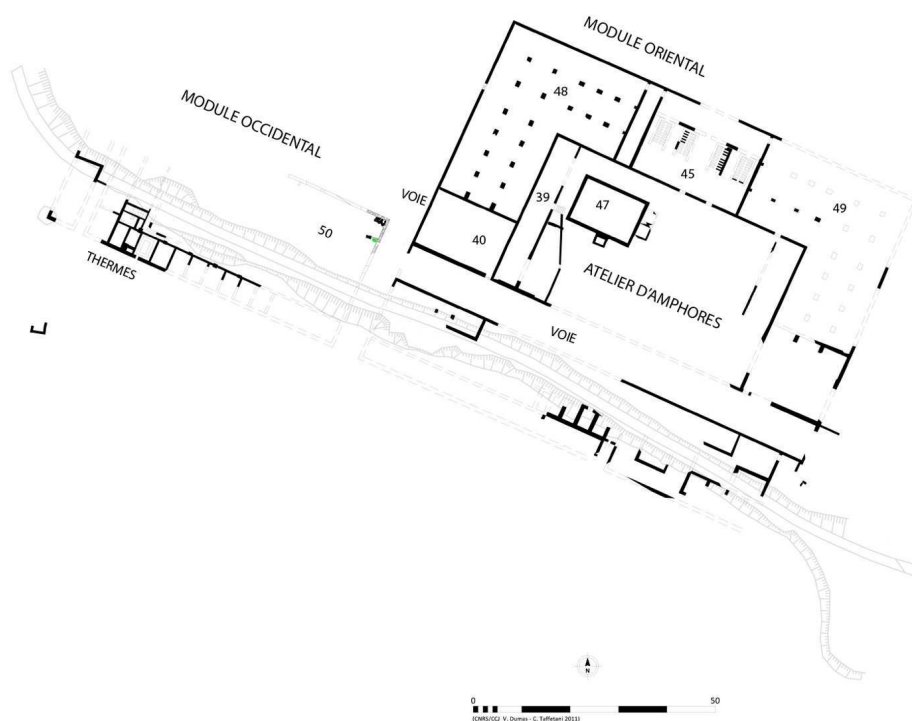 MODULE ORIENTAL
MODULE OCCIDENTAL
48
45
49
39
47
VOIE
50
40
THERMES
ATELIER D'AMPHORES
VOIE
N
0 50
(CNRS/CCJ V. Dumas - C. Taffetani 2011)